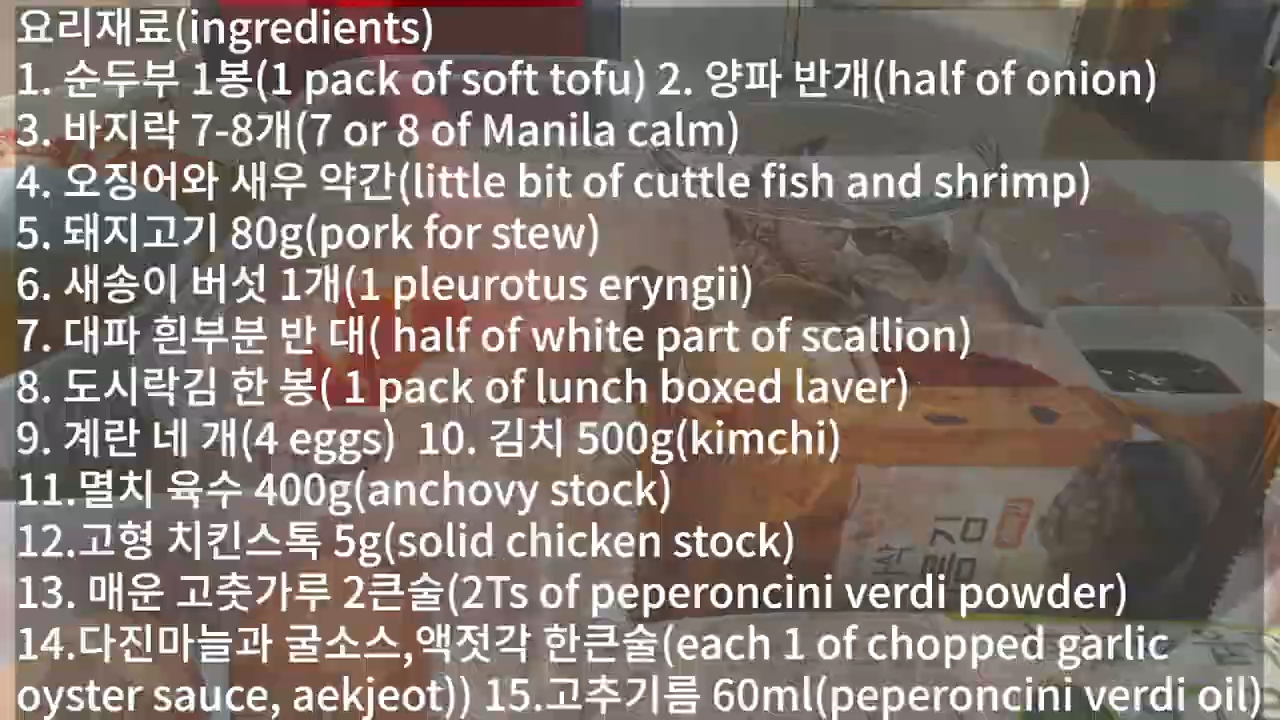 요리재료(ingredients)
1. 순두부 1봉(1 pack of soft tofu) 2. 양파 반개(half of onion)
3. 바지락 7-8개(7 or 8 of Manila calm)
4. 오징어와 새우 약간(little bit of cuttle fish and shrimp)
5. 돼지고기 80g(pork for stew)
6. 새송이 버섯 1개(1 pleurotus eryngii)
7. 대파 흰부분 반 대( half of white part of scallion)
8. 도시락김 한 봉( 1 pack of lunch boxed laver)
9. 계란 네 개(4 eggs)  10. 김치 500g(kimchi)
11.멸치 육수 400g(anchovy stock)
12.고형 치킨스톡 5g(solid chicken stock)
13. 매운 고춧가루 2큰술(2Ts of peperoncini verdi powder)
14.다진마늘과 굴소스,액젓각 한큰술(each 1 of chopped garlic
oyster sauce, aekjeot)) 15.고추기름 60ml(peperoncini verdi oil)